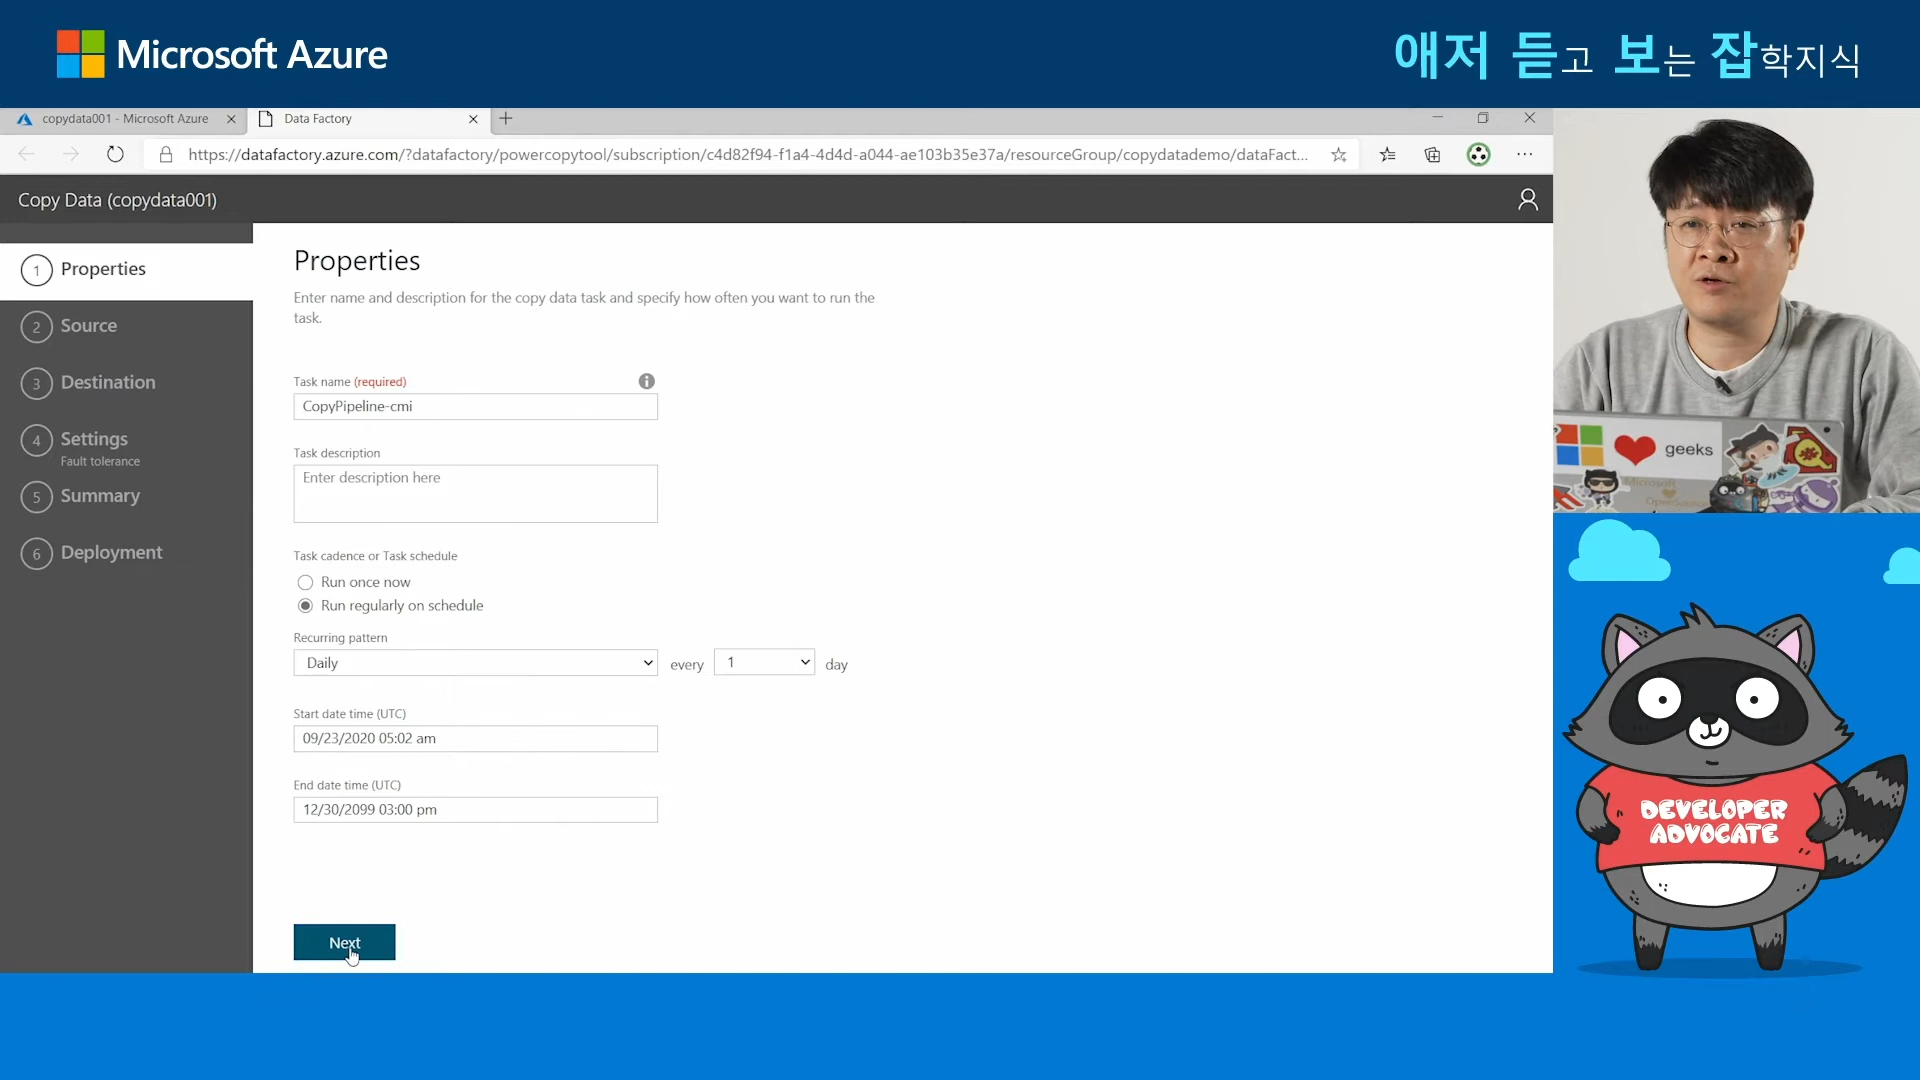 Microsoft Azure
애저 듣고 보는 잡학지식
copydata001 - Microsoft Azure
Data Factory
https://datafactory.azure.com/?datafactory/powercopytool/subscription/c4d82f94-f1a4-4d4d-a044-ae103b35e37a/resourceGroup/copydatademo/dataFact...
Copy Data (copydata001)
1 Properties
2 Source
3 Destination
4 Settings
Fault tolerance
5 Summary
6 Deployment
Properties
Enter name and description for the copy data task and specify how often you want to run the
task.
Task name (required)
CopyPipeline-cmi
Task description
Enter description here
Task cadence or Task schedule
Run once now
Run regularly on schedule
Recurring pattern
Daily every 1 day
Start date time (UTC)
09/23/2020 05:02 am
End date time (UTC)
12/30/2099 03:00 pm
Next
geeks
Microsoft
DEVELOPER
ADVOCATE